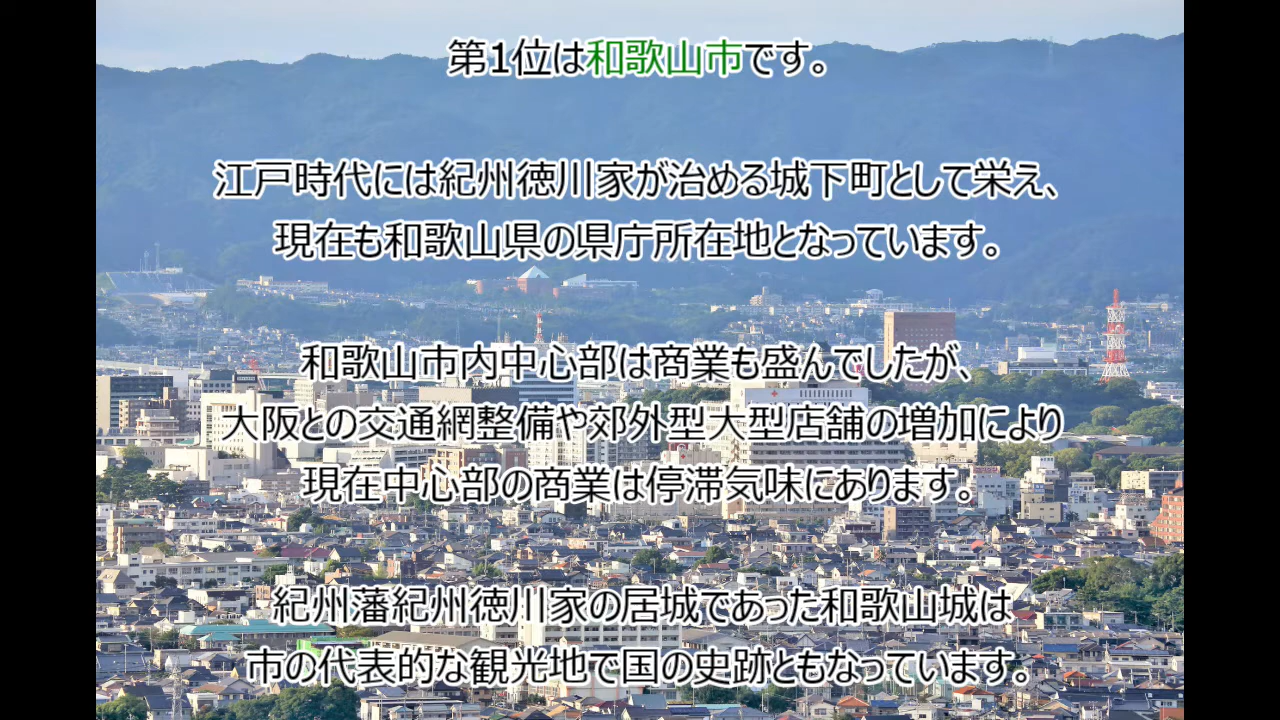 第1位は和歌山市です。
江戸時代には紀州徳川家が治める城下町として栄え、
現在も和歌山県の県庁所在地となっています。
和歌山市内中心部は商業も盛んでしたが、
大阪との交通網整備や郊外型大型店舗の増加により
現在中心部の商業は停滞気味にあります。
紀州藩紀州徳川家の居城であった和歌山城は
市の代表的な観光地で国の史跡ともなっています。